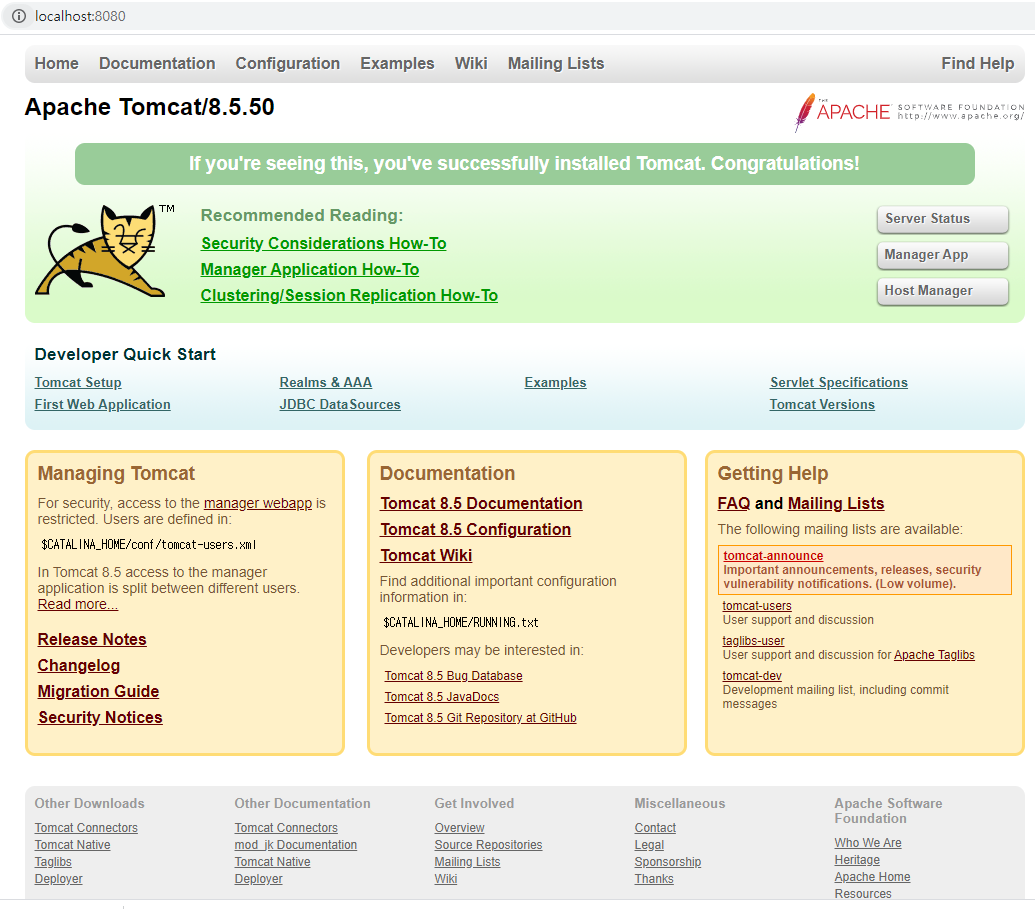 localhost:8080
Home Documentation Configuration Examples Wiki Mailing Lists Find Help
Apache Tomcat/8.5.50
THE APACHE SOFTWARE FOUNDATION
http://www.apache.org/
If you're seeing this, you've successfully installed Tomcat. Congratulations!
TM
Recommended Reading:
Security Considerations How-To
Manager Application How-To
Clustering/Session Replication How-To
Server Status
Manager App
Host Manager
Developer Quick Start
Tomcat Setup
First Web Application
Realms & AAA
JDBC DataSources
Examples
Servlet Specifications
Tomcat Versions
Managing Tomcat
For security, access to the manager webapp is
restricted. Users are defined in:
$CATALINA_HOME/conf/tomcat-users.xml
In Tomcat 8.5 access to the manager
application is split between different users.
Read more...
Release Notes
Changelog
Migration Guide
Security Notices
Documentation
Tomcat 8.5 Documentation
Tomcat 8.5 Configuration
Tomcat Wiki
Find additional important configuration
information in:
$CATALINA_HOME/RUNNING.txt
Developers may be interested in:
Tomcat 8.5 Bug Database
Tomcat 8.5 JavaDocs
Tomcat 8.5 Git Repository at GitHub
Getting Help
FAQ and Mailing Lists
The following mailing lists are available:
tomcat-announce
Important announcements, releases, security
vulnerability notifications. (Low volume).
tomcat-users
User support and discussion
taglibs-user
User support and discussion for Apache Taglibs
tomcat-dev
Development mailing list, including commit
messages
Other Downloads
Tomcat Connectors
Tomcat Native
Taglibs
Deployer
Other Documentation
Tomcat Connectors
mod_jk Documentation
Tomcat Native
Deployer
Get Involved
Overview
Source Repositories
Mailing Lists
Wiki
Miscellaneous
Contact
Legal
Sponsorship
Thanks
Apache Software
Foundation
Who We Are
Heritage
Apache Home
Resources